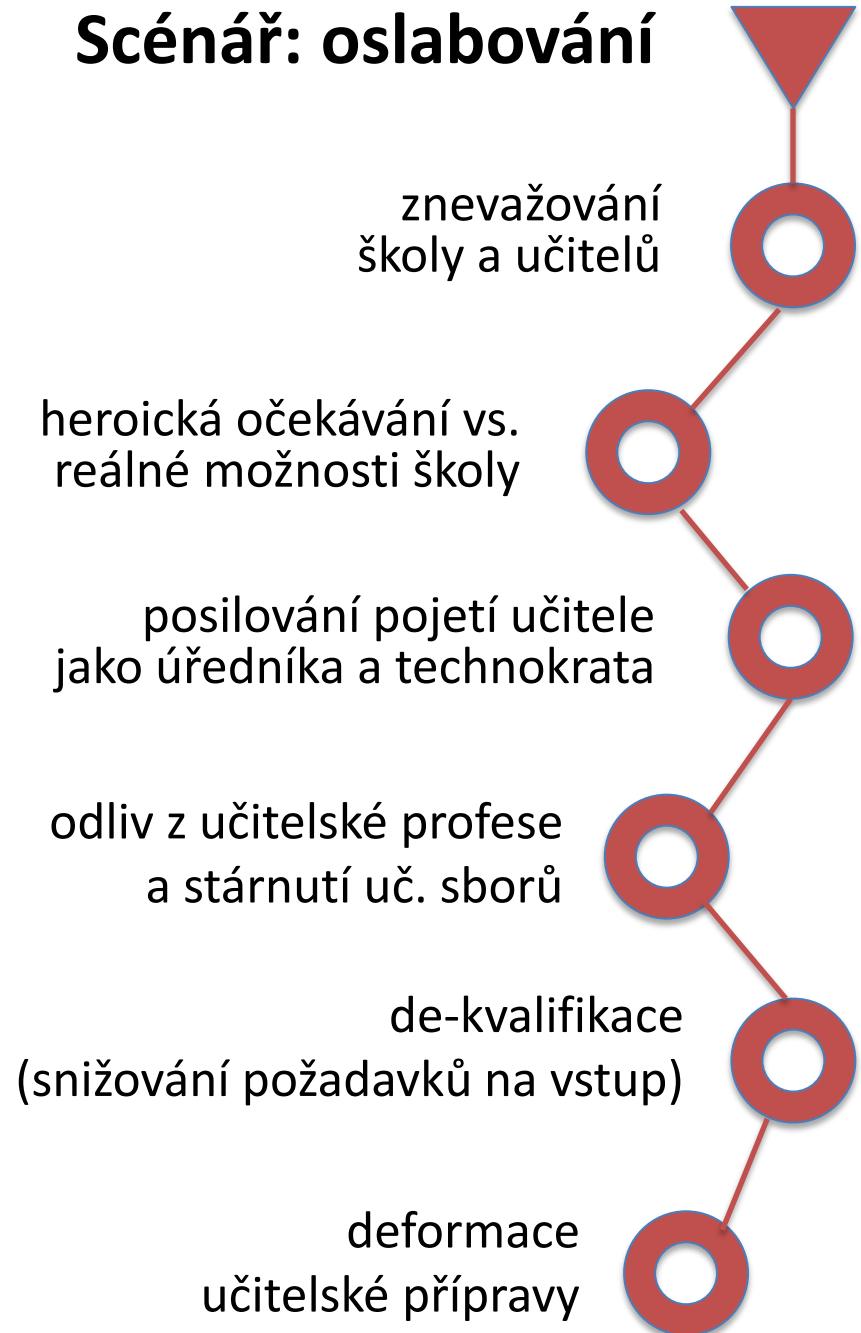 Scénář: oslabování
znevažování
školy a učitelů
heroická očekávání vs.
reálné možnosti školy
posilování pojetí učitele
jako úředníka a technokrata
odliv z učitelské profese
a stárnutí uč. sborů
de-kvalifikace
(snižování požadavků na vstup)
deformace
učitelské přípravy